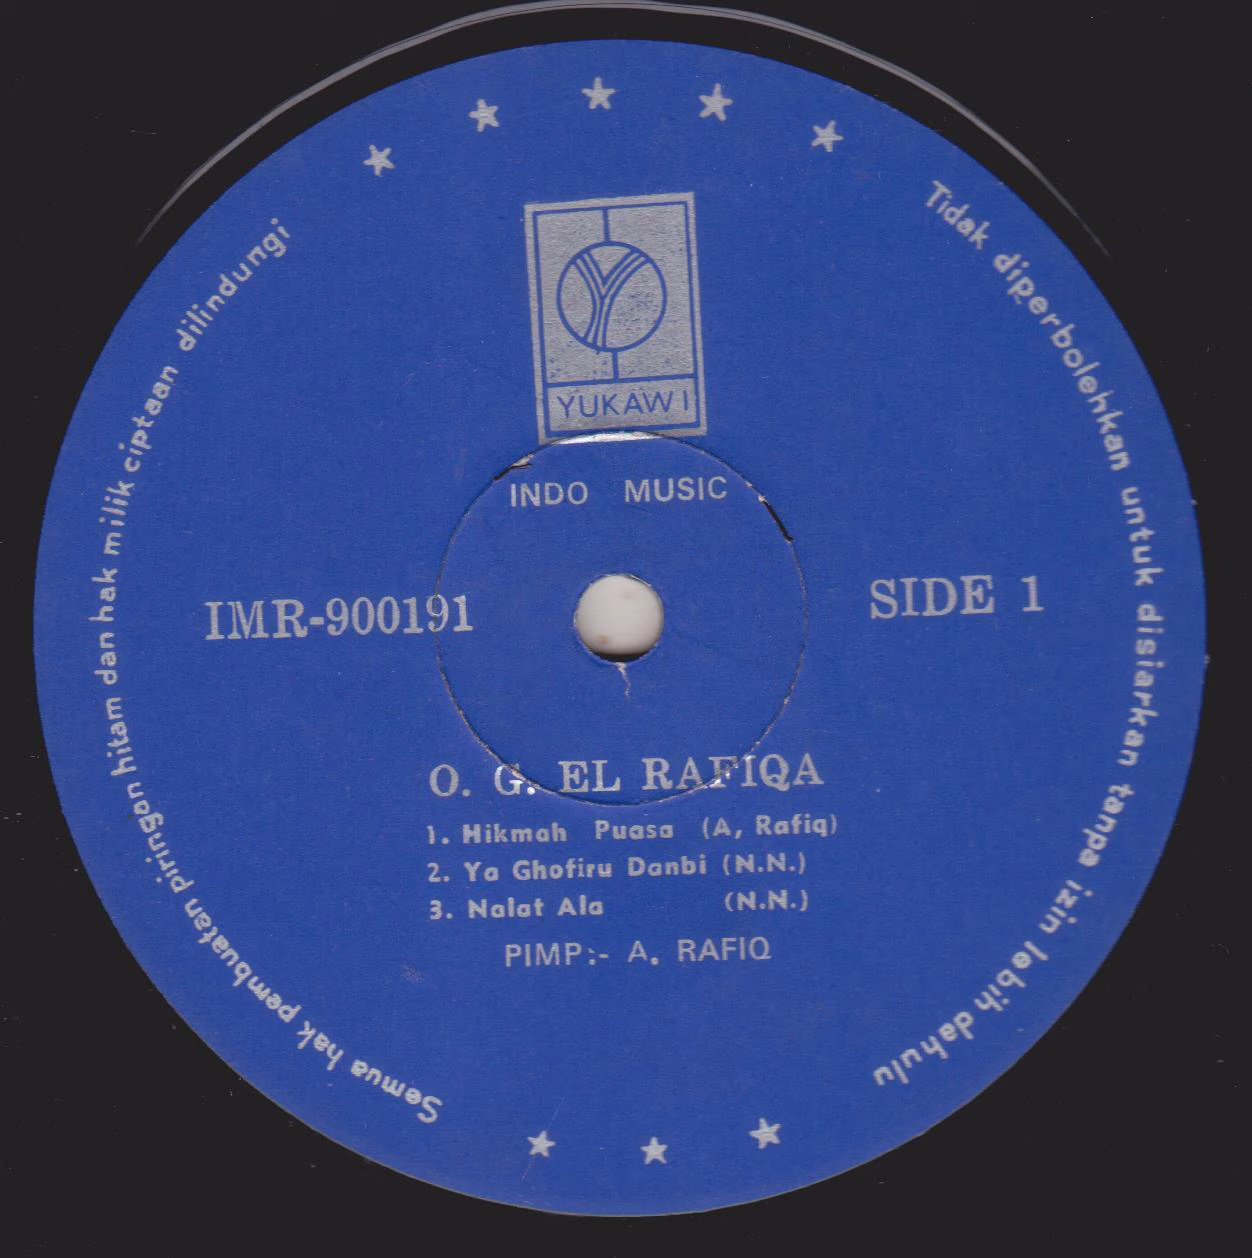 YUKAWI
INDO MUSIC
IMR-900191
SIDE 1
O. G. EL RAFIQA
1. Hikmah Puasa (A, Rafiq)
2. Ya Ghofiru Danbi (N.N.)
3. Nalat Ala (N.N.)
PIMP:- A. RAFIQ
Semua hak pembuatan piringan hitam dan hak milik ciptaan dilindungi
Tidak diperbolehkan untuk disiarkan tanpa izin lebih dahulu